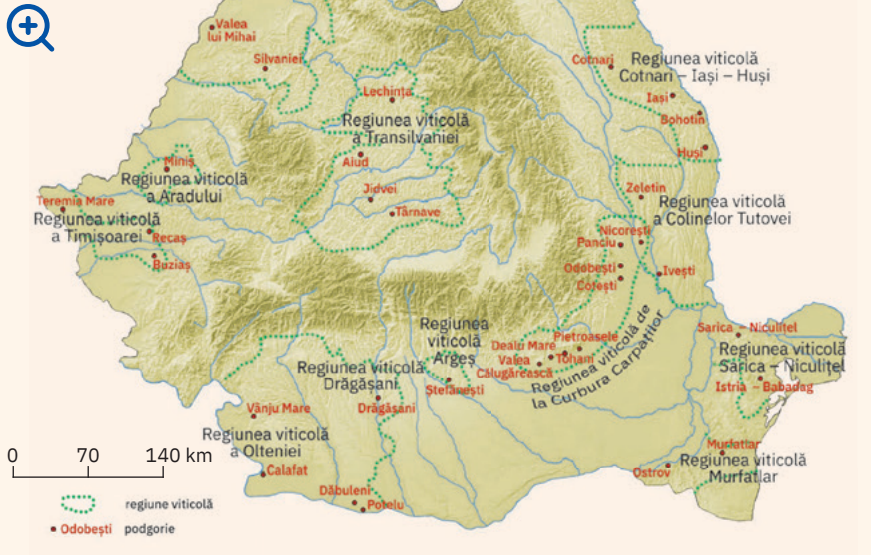 Valea
lui Mihai
Silvanier
Cotnari
Regiunea viticolă
Cotnari – Iași – Huși
Lechința
Iași
Bohotin
Regiunea viticolă
a Transilvaniei
Huși
Aiud
Miniș
Regiunea viticolă
a Aradului
Jidvei
Târnave
Zeletin
Regiunea viticolă
a Colinelor Tutovei
Teremia Mare
Regiunea viticolă
a Timișoarei
Recaș
Buziaș
Nicorești
Panciu
Odobești
Cotești
Ivești
Regiunea
viticolă
Argeș
Ștefănești
Pietroasele
Dealu Mare
Tohani
Valea
Călugărească
Regiunea viticolă de
la Curbura Carpaților
Sarica – Niculițel
Regiunea viticolă
Sarica – Niculițel
Istria – Babadag
Regiunea viticolă
Drăgășani
Drăgășani
Vânju Mare
Regiunea viticolă
a Olteniei
Calafat
Dăbuleni
Potelu
Murfatlar
Ostrov
Regiunea viticolă
Murfatlar
0 70 140 km
regiune viticolă
Odobești podgorie